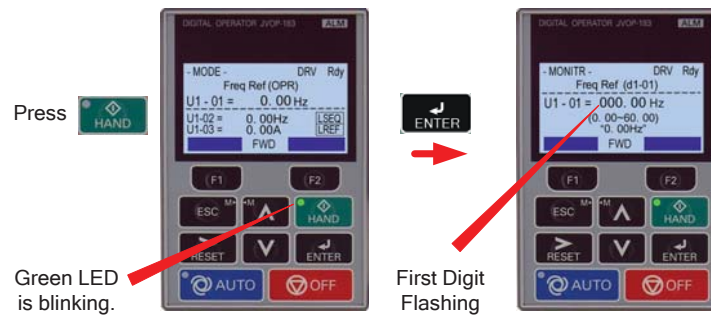 DIGITAL OPERATOR JVOP-183 ALM
- MODE - DRV Rdy
Freq Ref (OPR)
U1 - 01 = 0. 00 Hz
U1-02 = 0. 00Hz LSEQ
U1-03 = 0. 00A LREF
FWD
F1 F2
ESC M M HAND
RESET ENTER
AUTO OFF
Press HAND
Green LED
is blinking.
ENTER
DIGITAL OPERATOR JVOP-183 ALM
- MONITR - DRV Rdy
Freq Ref (d1-01)
U1 - 01 = 000. 00 Hz
(0. 00~60. 00)
"0. 00Hz"
FWD
F1 F2
ESC M M HAND
RESET ENTER
AUTO OFF
First Digit
Flashing